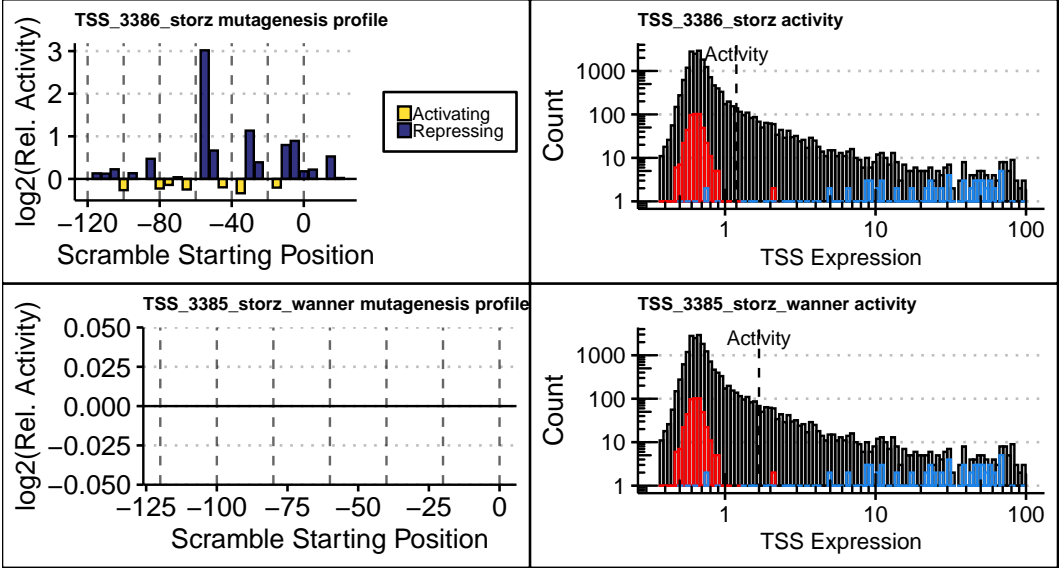 TSS_3386_storz mutagenesis profile
log2(Rel. Activity)
3
2
1
0
−120
−80
−40
0
Scramble Starting Position
Activating
Repressing
TSS_3386_storz activity
Activity
Count
1000
100
10
1
1
10
100
TSS Expression
TSS_3385_storz_wanner mutagenesis profile
log2(Rel. Activity)
0.050
0.025
0.000
−0.025
−0.050
−125
−100
−75
−50
−25
0
Scramble Starting Position
TSS_3385_storz_wanner activity
Activity
Count
1000
100
10
1
1
10
100
TSS Expression